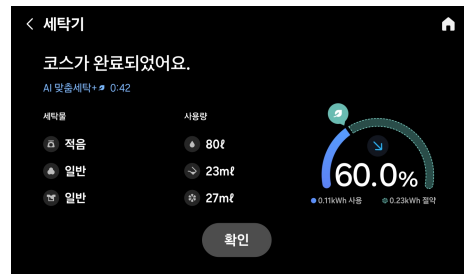 세탁기
코스가 완료되었어요.
AI 맞춤세탁+ 0:42
세탁물
사용량
적음
80ℓ
일반
23mℓ
일반
27mℓ
60.0%
0.11kWh 사용
0.23kWh 절약
확인